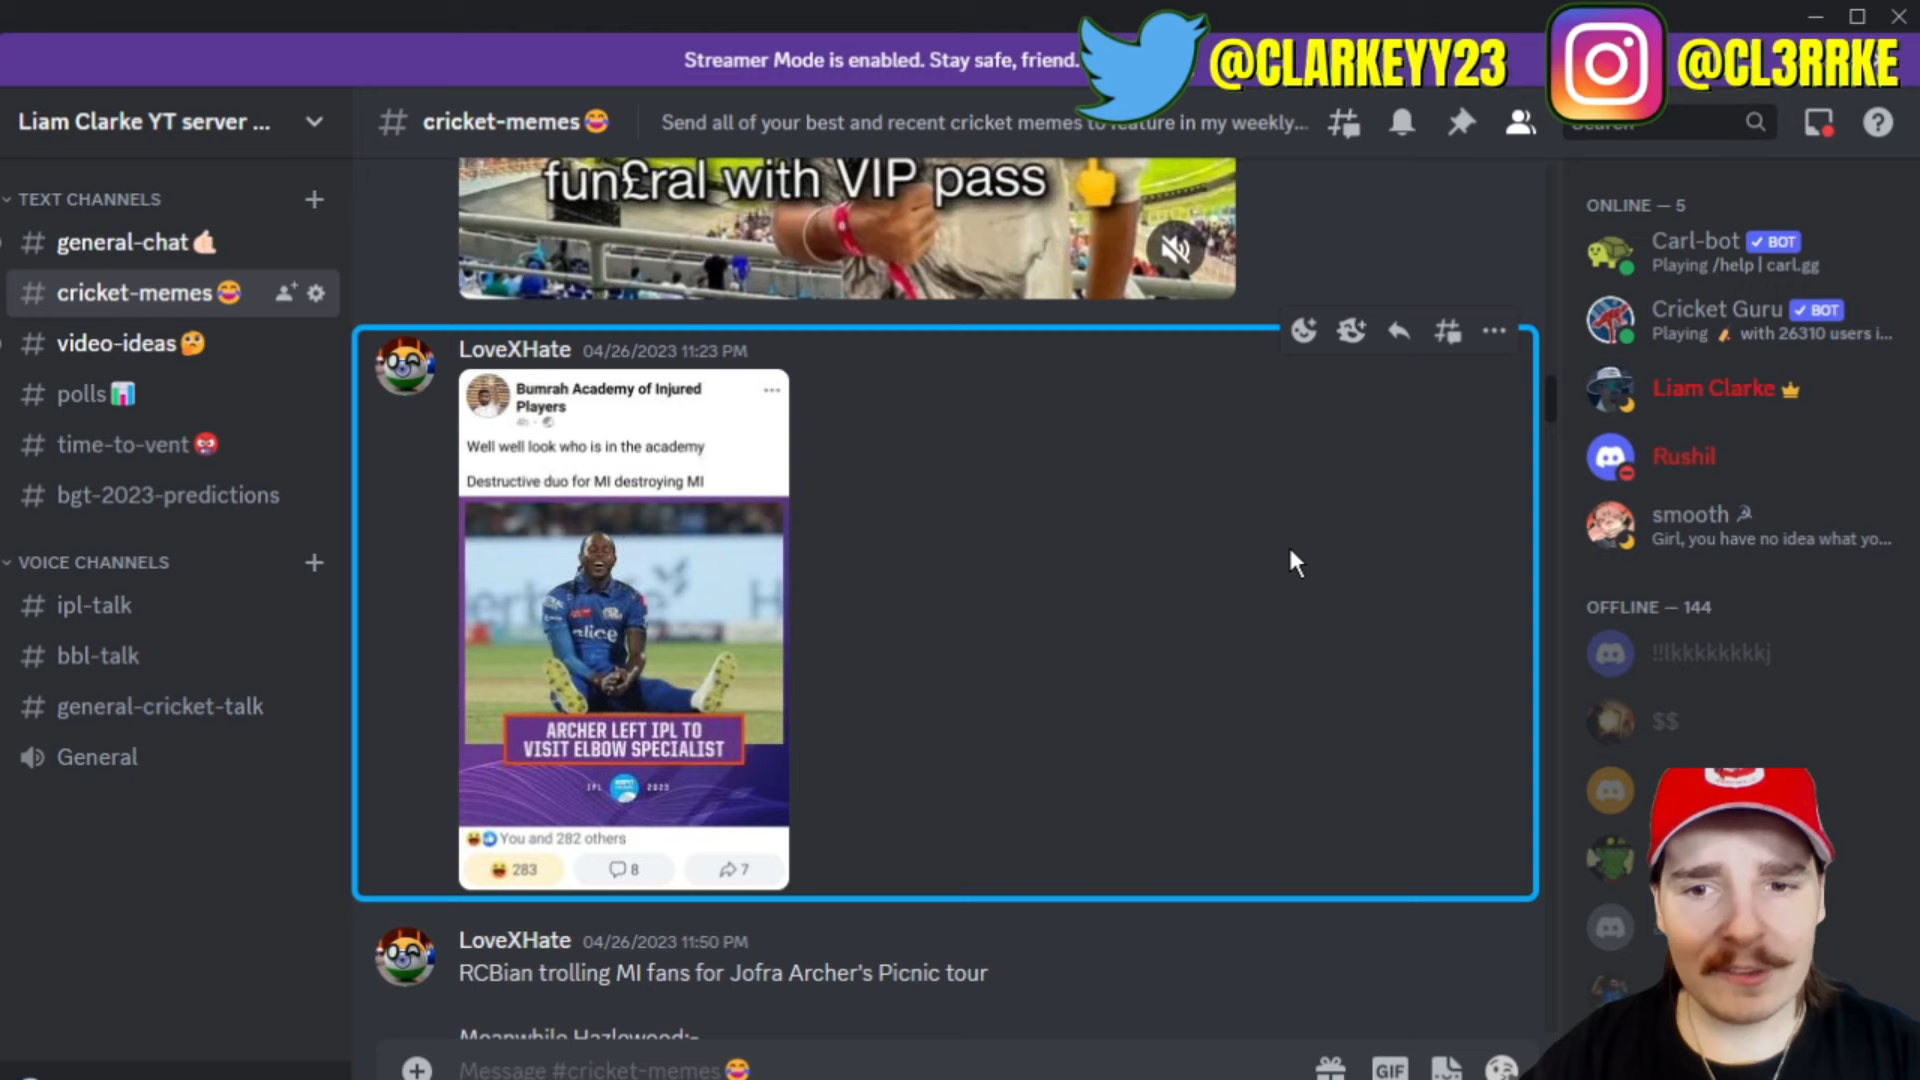 Streamer Mode is enabled. Stay safe, friend.
@CLARKEYY23
@CL3RRKE
Liam Clarke YT server ...
# cricket-memes😂
Send all of your best and recent cricket memes to feature in my weekly...
Search
TEXT CHANNELS
# general-chat🤙🏻
# cricket-memes😂
# video-ideas🤔
# polls📊
# time-to-vent👹
# bgt-2023-predictions
VOICE CHANNELS
# ipl-talk
# bbl-talk
# general-cricket-talk
General
fun£ral with VIP pass 🖕
LoveXHate 04/26/2023 11:23 PM
Bumrah Academy of Injured
Players
4h
Well well look who is in the academy
Destructive duo for MI destroying MI
slice
ARCHER LEFT IPL TO
VISIT ELBOW SPECIALIST
IPL 2023
You and 282 others
283
8
7
LoveXHate 04/26/2023 11:50 PM
RCBian trolling MI fans for Jofra Archer's Picnic tour
Meanwhile Hazlewood:-
Message #cricket-memes😂
GIF
ONLINE — 5
Carl-bot ✓ BOT
Playing /help | carl.gg
Cricket Guru ✓ BOT
Playing 🏏 with 26310 users i...
Liam Clarke
Rushil
smooth
Girl, you have no idea what yo...
OFFLINE — 144
!!lkkkkkkkj
$$